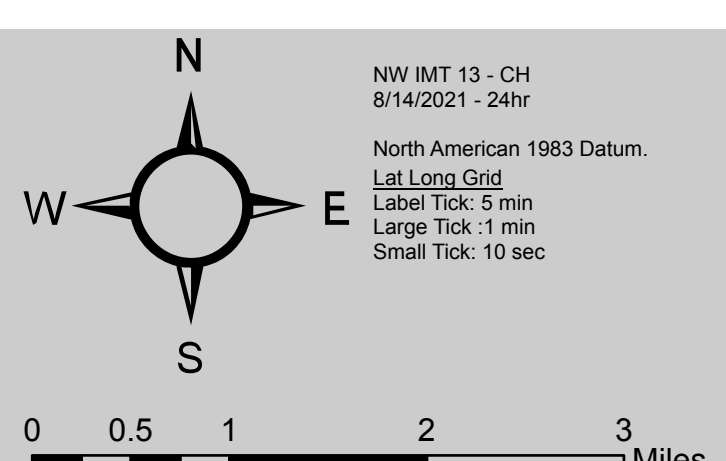 N
NW IMT 13 - CH
8/14/2021 - 24hr
North American 1983 Datum.
Lat Long Grid
W E
Label Tick: 5 min
Large Tick :1 min
Small Tick: 10 sec
S
0 0.5 1 2 3
Miles